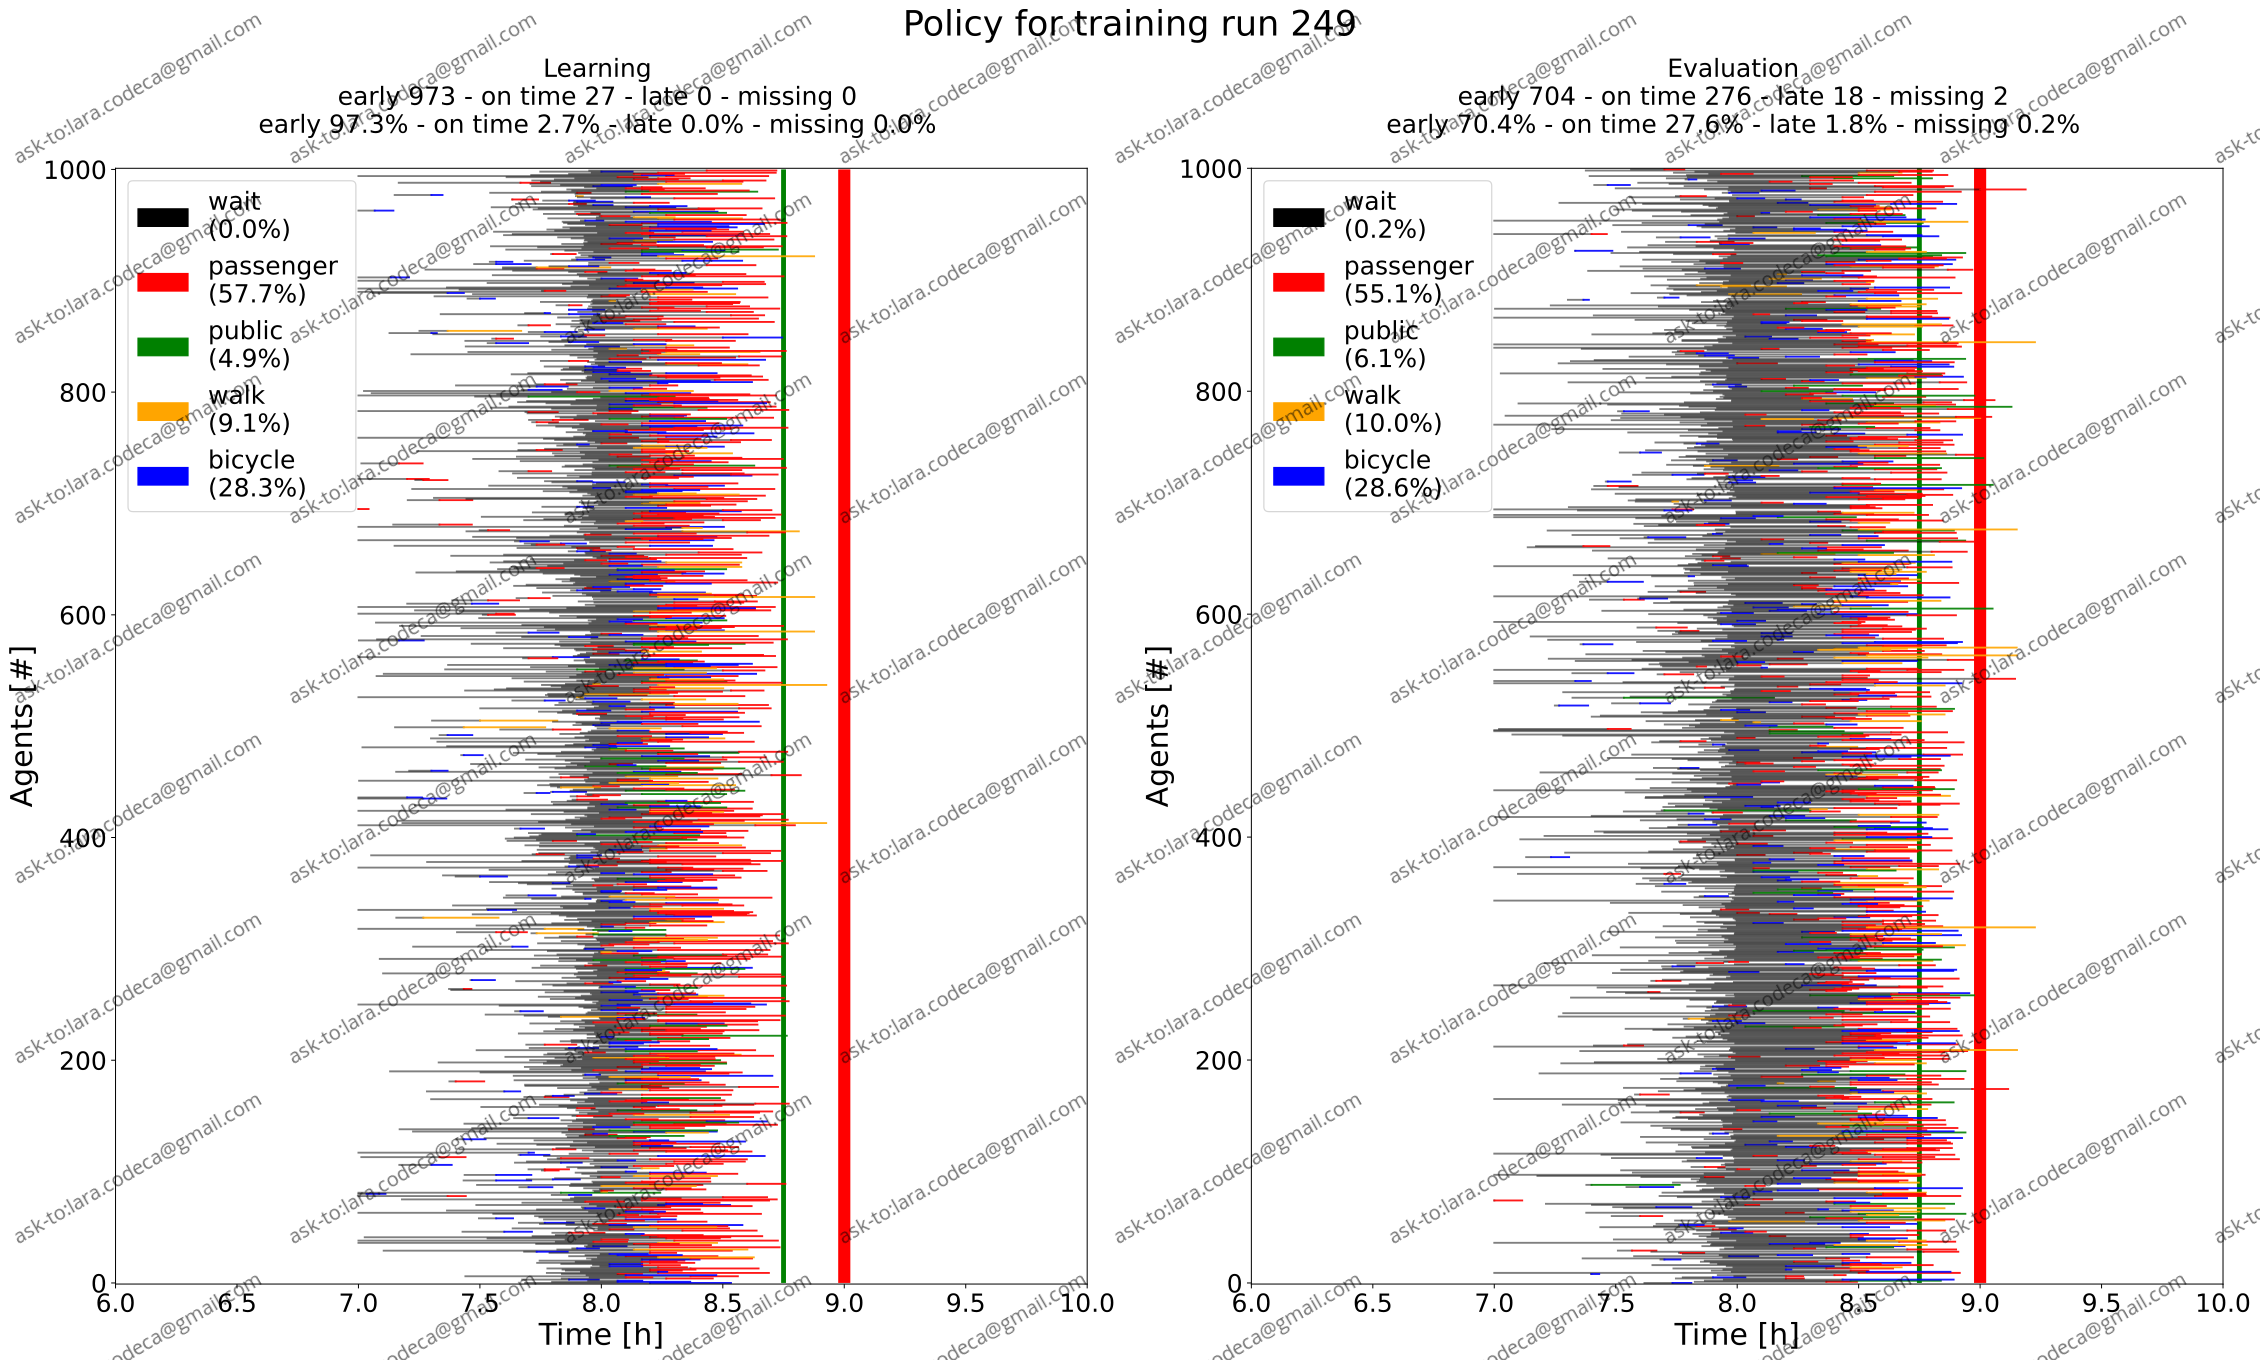 Policy for training run 249
Learning
early 973 - on time 27 - late 0 - missing 0
early 97.3% - on time 2.7% - late 0.0% - missing 0.0%
1000
800
600
400
200
0
Agents [#]
wait
(0.0%)
passenger
(57.7%)
public
(4.9%)
walk
(9.1%)
bicycle
(28.3%)
6.0 6.5 7.0 7.5 8.0 8.5 9.0 9.5 10.0
Time [h]
Evaluation
early 704 - on time 276 - late 18 - missing 2
early 70.4% - on time 27.6% - late 1.8% - missing 0.2%
1000
800
600
400
200
0
Agents [#]
wait
(0.2%)
passenger
(55.1%)
public
(6.1%)
walk
(10.0%)
bicycle
(28.6%)
6.0 6.5 7.0 7.5 8.0 8.5 9.0 9.5 10.0
Time [h]
ask-to:lara.codeca@gmail.com